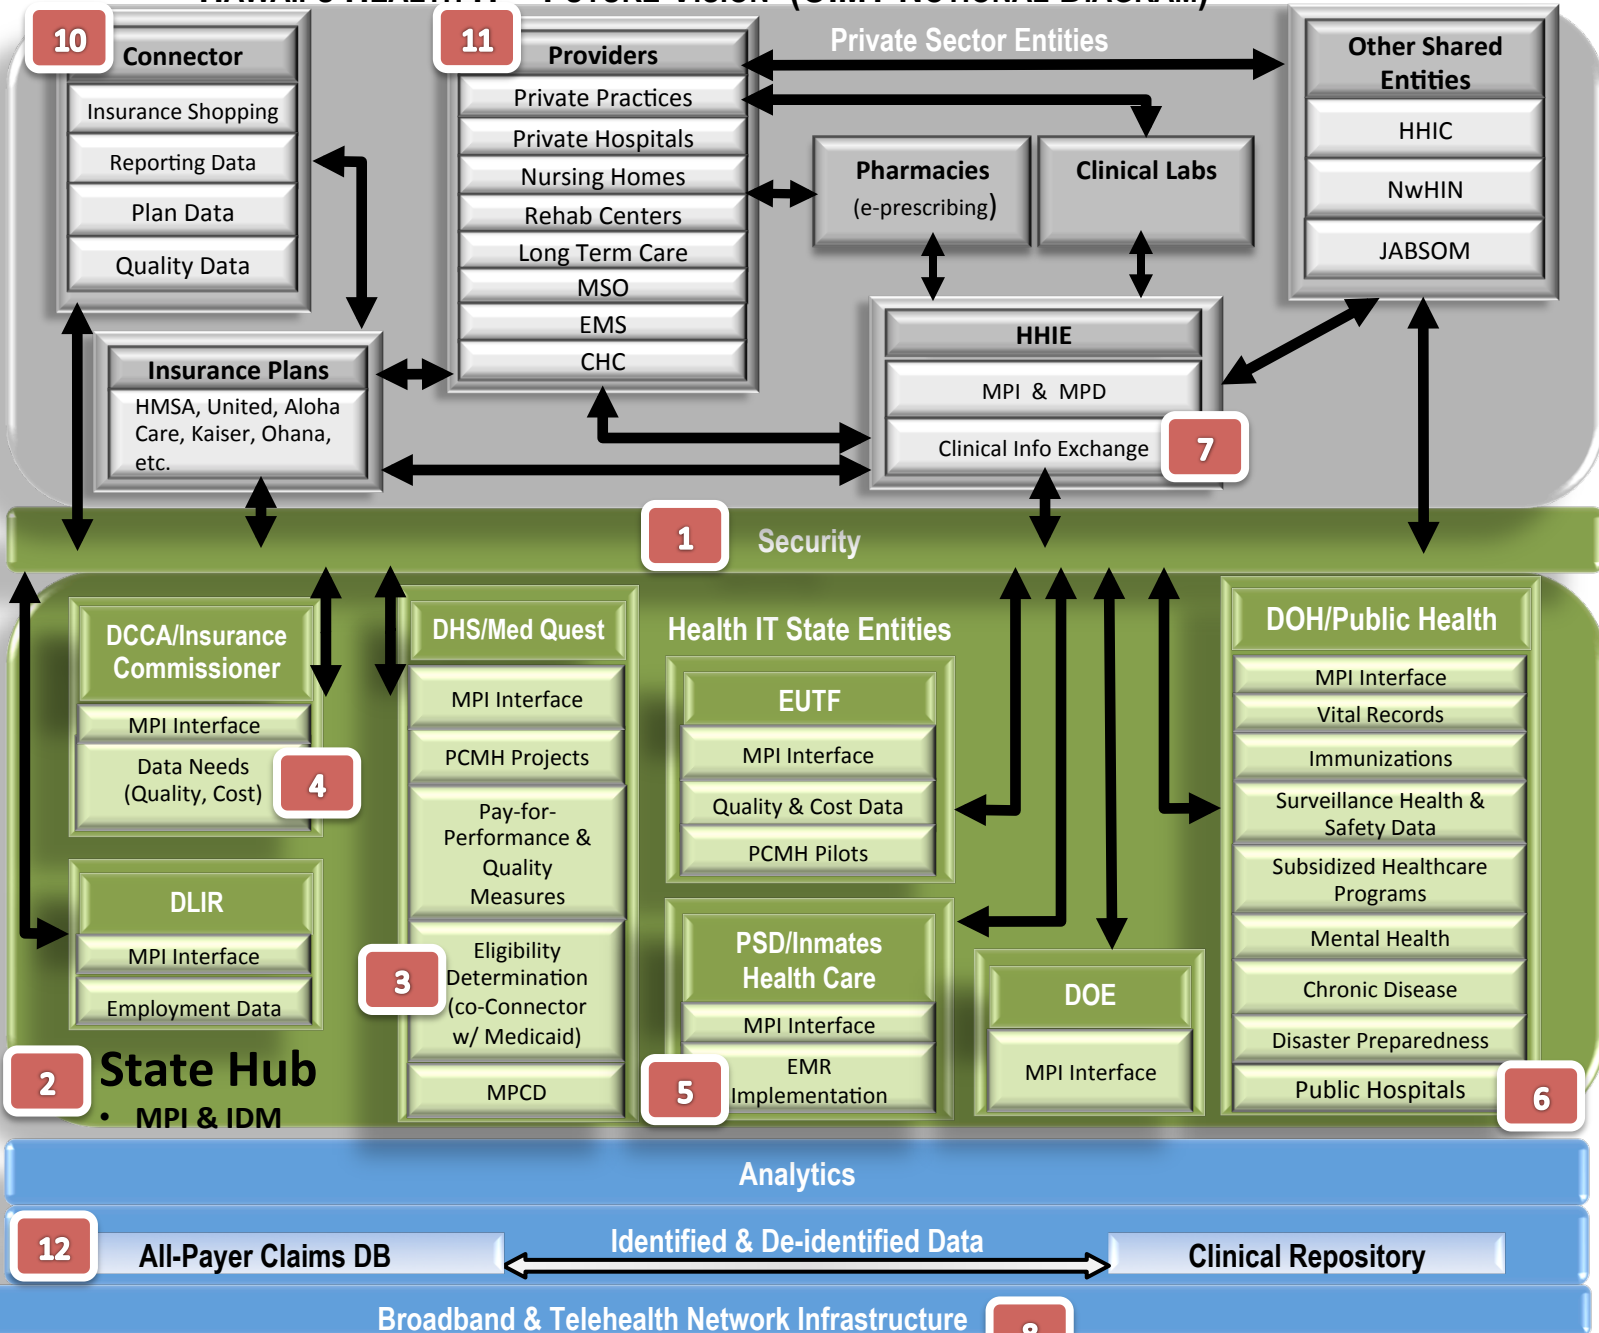 10
Connector
Insurance Shopping
Reporting Data
Plan Data
Quality Data
11
Providers
Private Practices
Private Hospitals
Nursing Homes
Rehab Centers
Long Term Care
MSO
EMS
CHC
Private Sector Entities
Pharmacies
(e-prescribing)
Clinical Labs
Other Shared
Entities
HHIC
NwHIN
JABSOM
Insurance Plans
HMSA, United, Aloha
Care, Kaiser, Ohana,
etc.
HHIE
MPI & MPD
Clinical Info Exchange
7
1
Security
DCCA/Insurance
Commissioner
MPI Interface
Data Needs
(Quality, Cost)
4
DLIR
MPI Interface
Employment Data
2
State Hub
• MPI & IDM
DHS/Med Quest
MPI Interface
PCMH Projects
Pay-for-
Performance &
Quality
Measures
3
Eligibility
Determination
(co-Connector
w/ Medicaid)
MPCD
Health IT State Entities
EUTF
MPI Interface
Quality & Cost Data
PCMH Pilots
PSD/Inmates
Health Care
MPI Interface
5
EMR
Implementation
DOE
MPI Interface
DOH/Public Health
MPI Interface
Vital Records
Immunizations
Surveillance Health &
Safety Data
Subsidized Healthcare
Programs
Mental Health
Chronic Disease
Disaster Preparedness
Public Hospitals
6
Analytics
12
All-Payer Claims DB
Identified & De-identified Data
Clinical Repository
Broadband & Telehealth Network Infrastructure